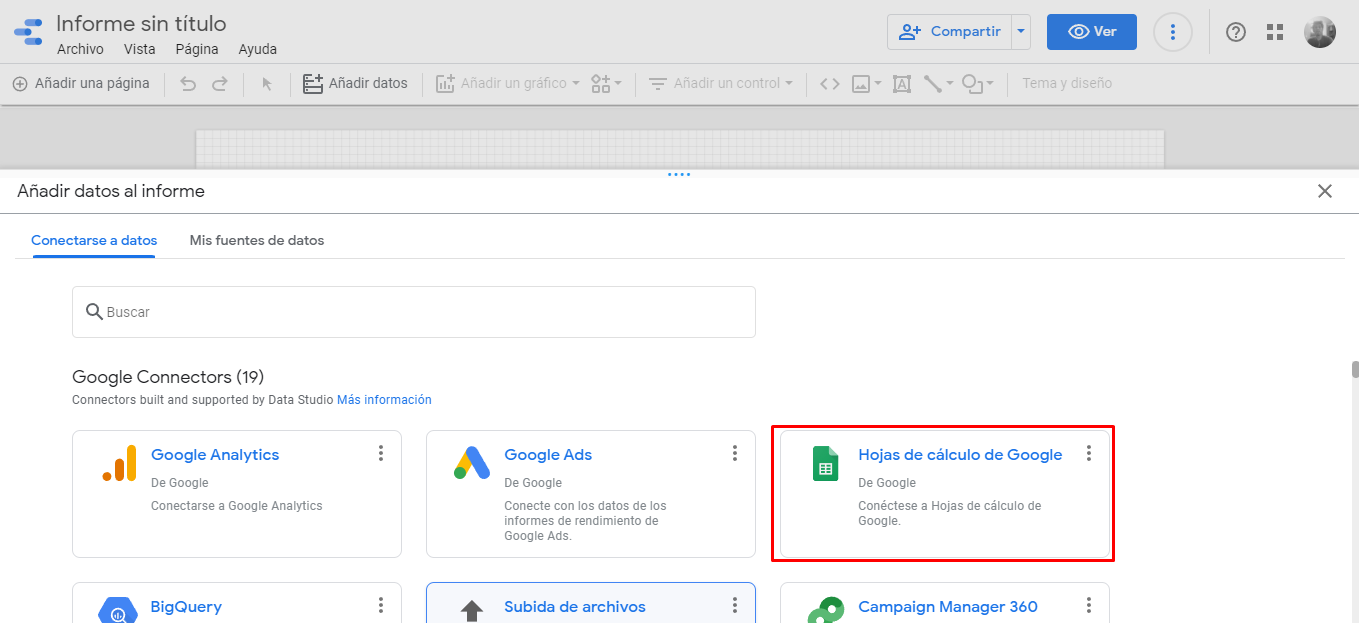 Informe sin título
Archivo Vista Página Ayuda
Compartir
Ver
Añadir una página
Añadir datos
Añadir un gráfico
Añadir un control
Tema y diseño
Añadir datos al informe
Conectarse a datos
Mis fuentes de datos
Buscar
Google Connectors (19)
Connectors built and supported by Data Studio Más información
Google Analytics
De Google
Conectarse a Google Analytics
Google Ads
De Google
Conecte con los datos de los
informes de rendimiento de
Google Ads.
Hojas de cálculo de Google
De Google
Conéctese a Hojas de cálculo de
Google.
BigQuery
Subida de archivos
Campaign Manager 360